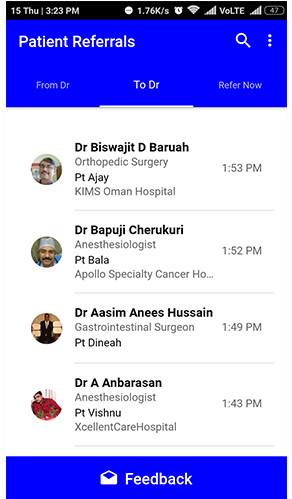 15 Thu | 3:23 PM 1.76K/s VoLTE 47
Patient Referrals
From Dr To Dr Refer Now
Dr Biswajit D Baruah
Orthopedic Surgery
1:53 PM
Pt Ajay
KIMS Oman Hospital
Dr Bapuji Cherukuri
Anesthesiologist
1:52 PM
Pt Bala
Apollo Specialty Cancer Ho...
Dr Aasim Anees Hussain
Gastrointestinal Surgeon
1:49 PM
Pt Dineah
Dr A Anbarasan
Anesthesiologist
1:43 PM
Pt Vishnu
XcellentCareHospital
Feedback